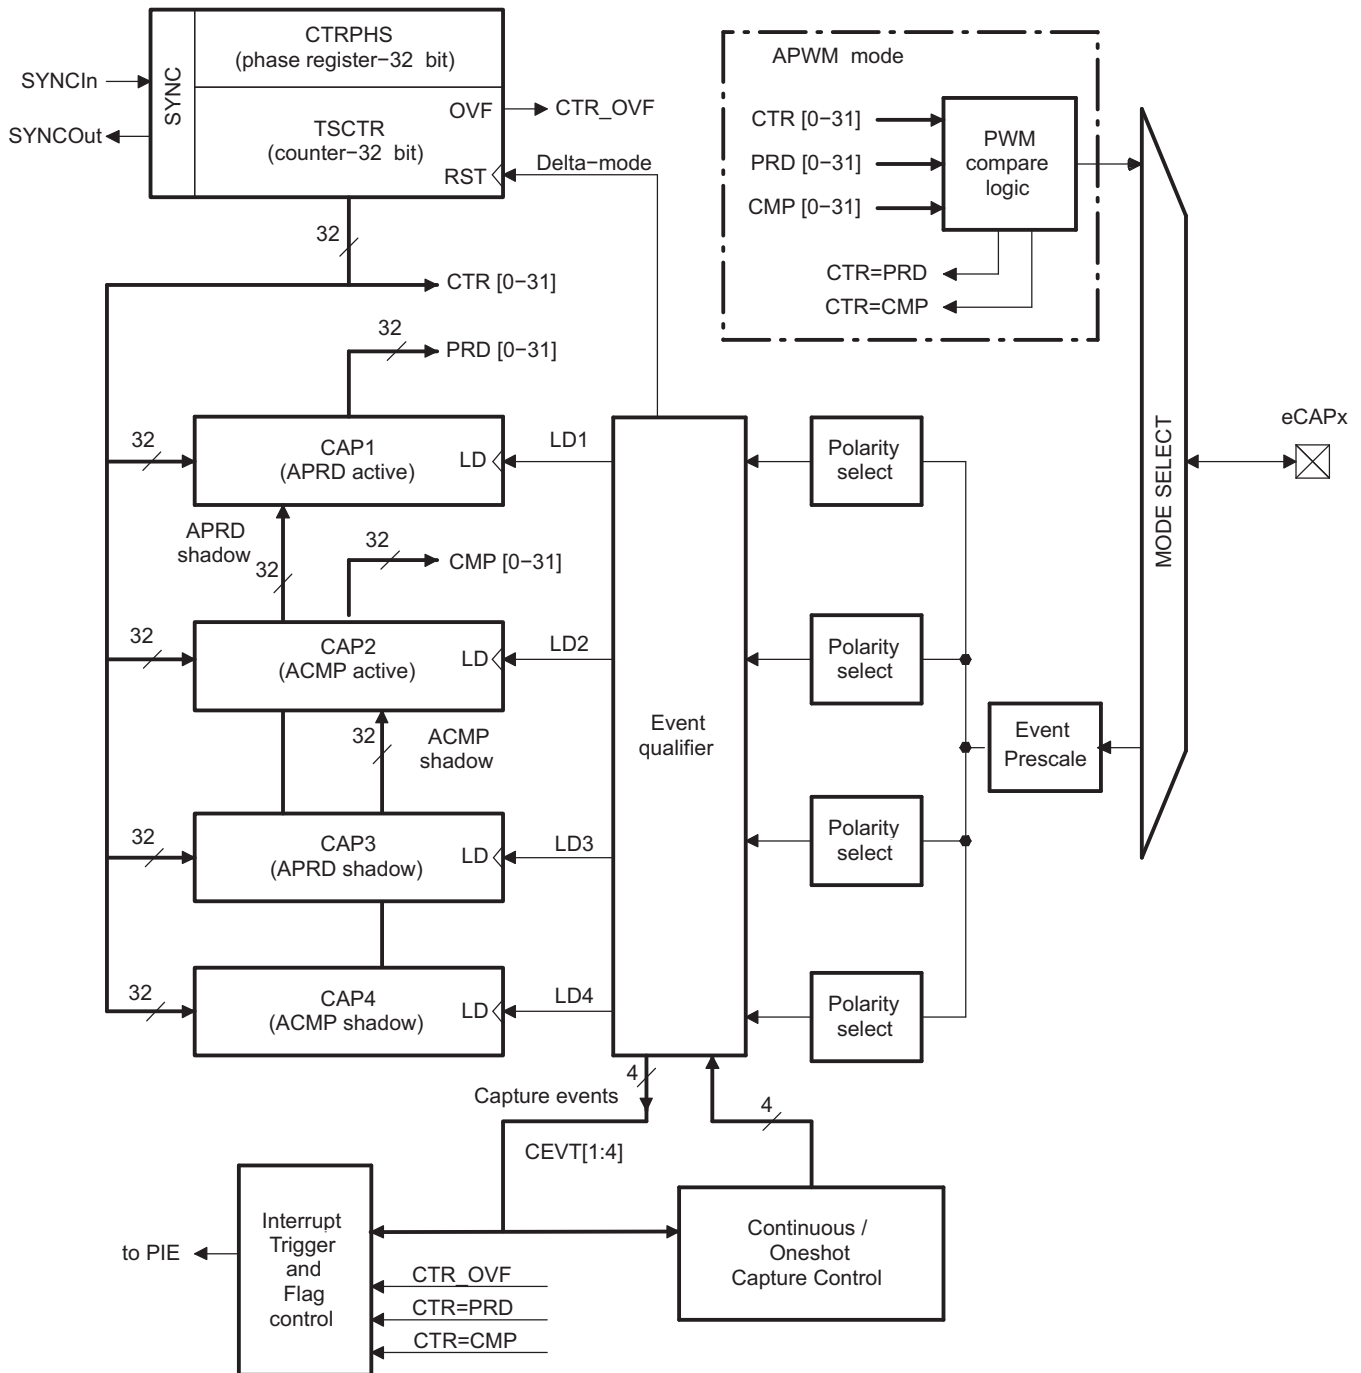 CTRPHS
(phase register−32 bit)
SYNC
SYNCIn
SYNCOut
OVF
CTR_OVF
TSCTR
(counter−32 bit)
RST
Delta−mode
32
CTR [0−31]
32
PRD [0−31]
APWM mode
CTR [0−31]
PRD [0−31]
CMP [0−31]
PWM
compare
logic
CTR=PRD
CTR=CMP
MODE SELECT
eCAPx
32
CAP1
(APRD active)
LD
LD1
Polarity
select
APRD
shadow
32
32
CMP [0−31]
32
CAP2
(ACMP active)
LD
LD2
Polarity
select
32
ACMP
shadow
Event
qualifier
Event
Prescale
32
CAP3
(APRD shadow)
LD
LD3
Polarity
select
32
CAP4
(ACMP shadow)
LD
LD4
Polarity
select
4
Capture events
CEVT[1:4]
4
Interrupt
Trigger
and
Flag
control
to PIE
CTR_OVF
CTR=PRD
CTR=CMP
Continuous /
Oneshot
Capture Control